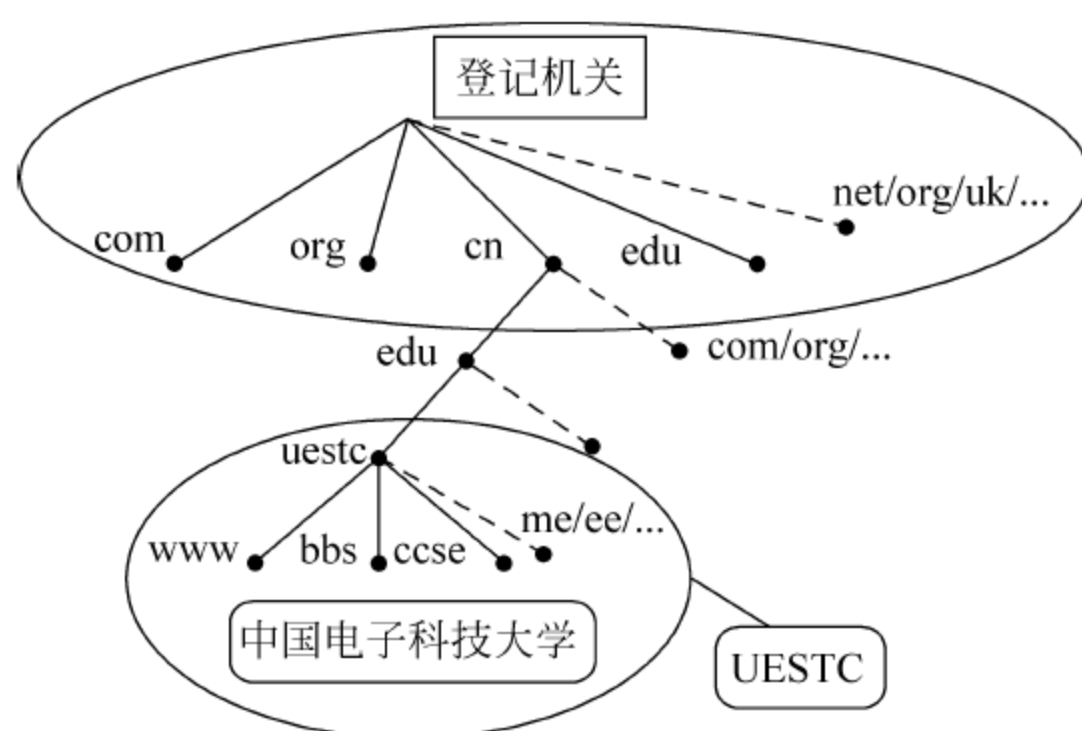 登记机关
net/org/uk/...
com
org
cn
edu
edu
com/org/...
uestc
me/ee/...
www
bbs
ccse
中国电子科技大学
UESTC